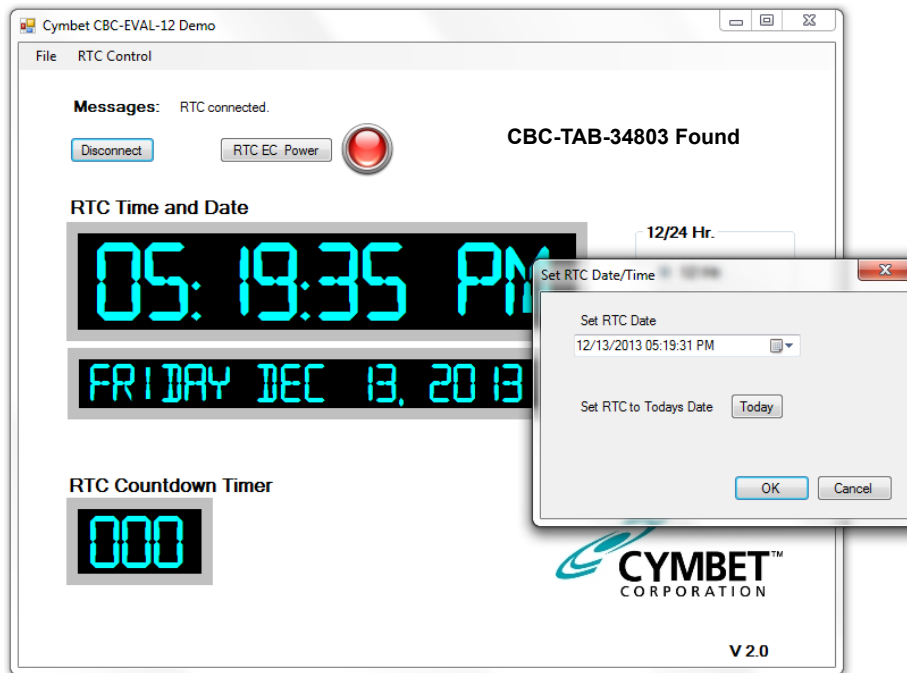 Cymbet CBC-EVAL-12 Demo
File RTC Control
Messages: RTC connected.
Disconnect RTC EC Power
CBC-TAB-34803 Found
RTC Time and Date
12/24 Hr.
05:19:35 PM
FRIDAY DEC 13, 2013
Set RTC Date/Time
Set RTC Date
12/13/2013 05:19:31 PM
Set RTC to Todays Date Today
OK Cancel
RTC Countdown Timer
000
CYMBET™
CORPORATION
V 2.0